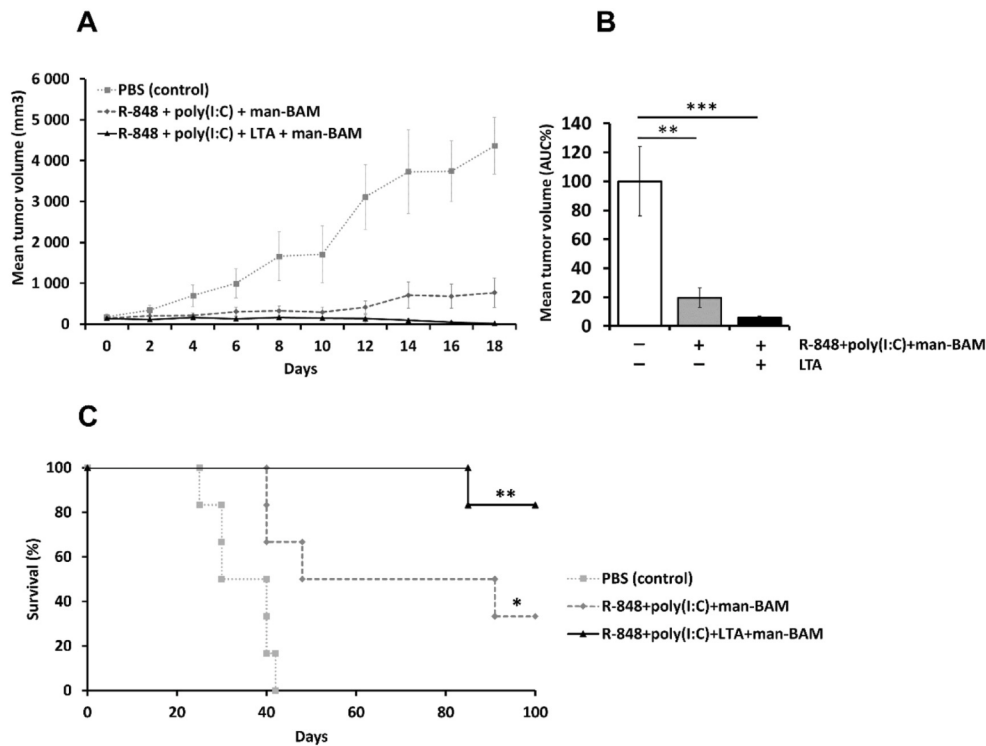 A
Mean tumor volume (mm3)
6 000
5 000
4 000
3 000
2 000
1 000
0
PBS (control)
R-848 + poly(I:C) + man-BAM
R-848 + poly(I:C) + LTA + man-BAM
0 2 4 6 8 10 12 14 16 18
Days
B
Mean tumor volume (AUC%)
140
120
100
80
60
40
20
0
***
**
− + + R-848+poly(I:C)+man-BAM
− − + LTA
C
Survival (%)
100
80
60
40
20
0
**
*
0 20 40 60 80 100
Days
PBS (control)
R-848+poly(I:C)+man-BAM
R-848+poly(I:C)+LTA+man-BAM